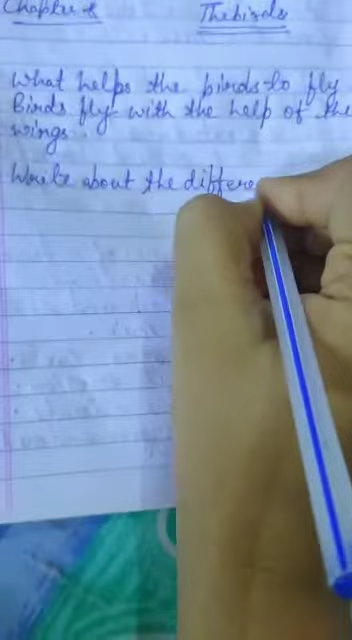 Chapter 8
The birds
What helps the birds to fly
Birds fly with the help of the
wings.
Write about the differe